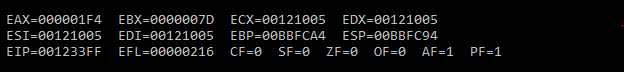 EAX=000001F4  EBX=0000007D  ECX=00121005  EDX=00121005
ESI=00121005  EDI=00121005  EBP=00BBFCA4  ESP=00BBFC94
EIP=001233FF  EFL=00000216  CF=0  SF=0  ZF=0  OF=0  AF=1  PF=1